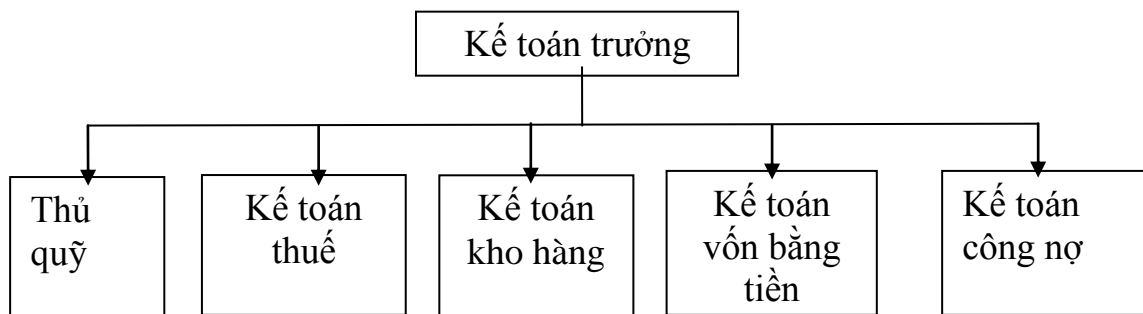 Kế toán trưởng
Thủ
quỹ
Kế toán
thuế
Kế toán
kho hàng
Kế toán
vốn bằng
tiền
Kế toán
công nợ